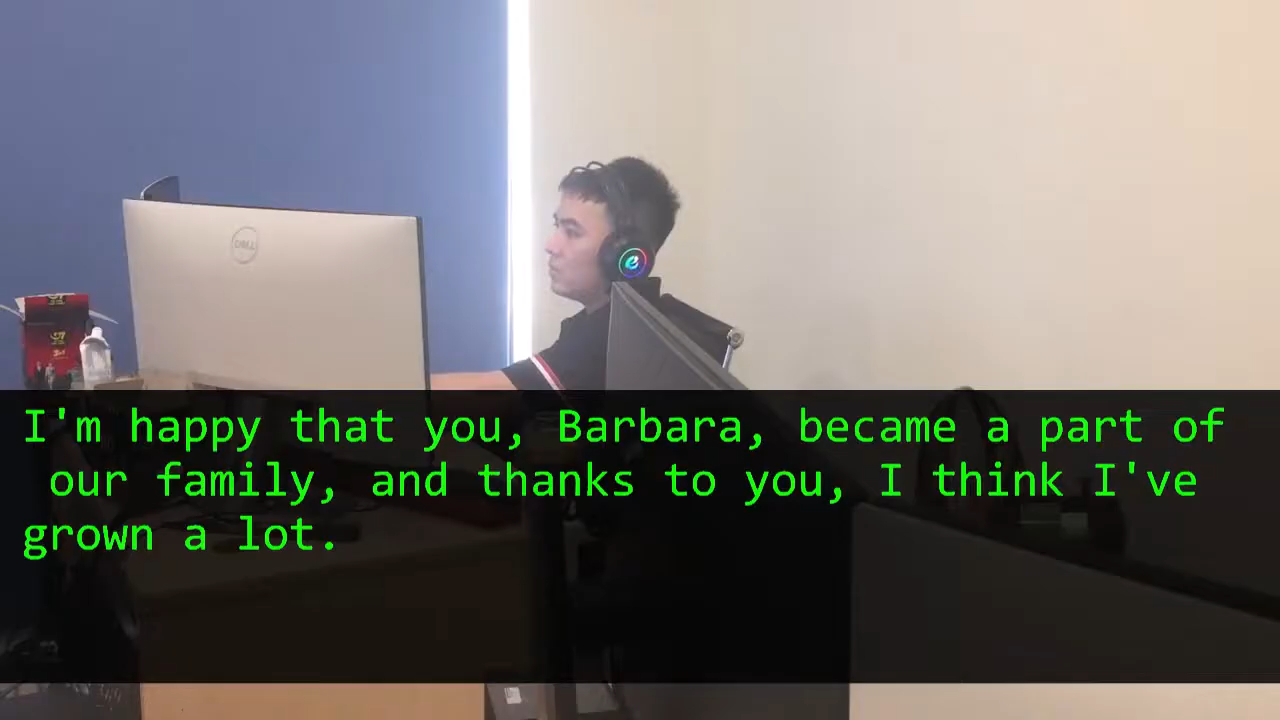 DELL
I'm happy that you, Barbara, became a part of
our family, and thanks to you, I think I've
grown a lot.